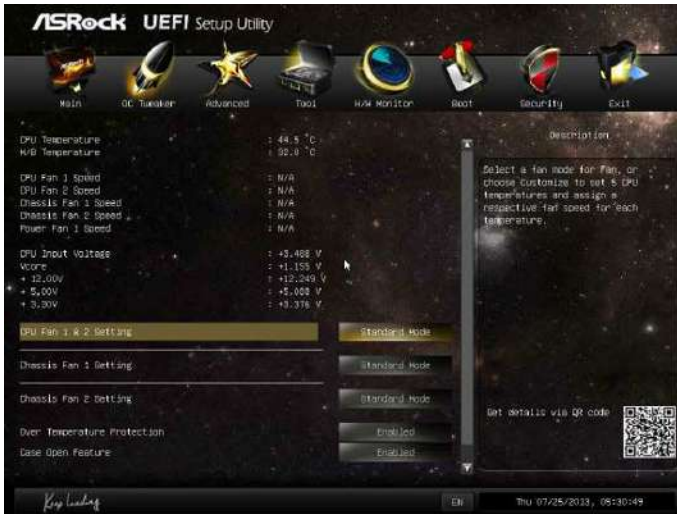 ASRock UEFI Setup Utility
Main OC Tweaker Advanced Tool H/W Monitor Boot Security Exit
CPU Temperature : 44.5 °C
M/B Temperature : 32.0 °C
CPU Fan 1 Speed : N/A
CPU Fan 2 Speed : N/A
Chassis Fan 1 Speed : N/A
Chassis Fan 2 Speed : N/A
Power Fan 1 Speed : N/A
CPU Input Voltage
Vcore : +1.155 V
+ 12.00V : +12.249 V
+ 5.00V
+ 3.30V : +3.376 V
CPU Fan 1 & 2 Setting Standard Mode
Chassis Fan 1 Setting Standard Mode
Chassis Fan 2 Setting Standard Mode
Over Temperature Protection Enabled
Case Open Feature Enabled
Description
Select a fan mode for Fan, or
choose Customize to set 5 CPU
temperatures and assign a
respective fan speed for each
temperature.
Get details via QR code
Keep Leading
EN
Thu 07/25/2013, 05:30:49